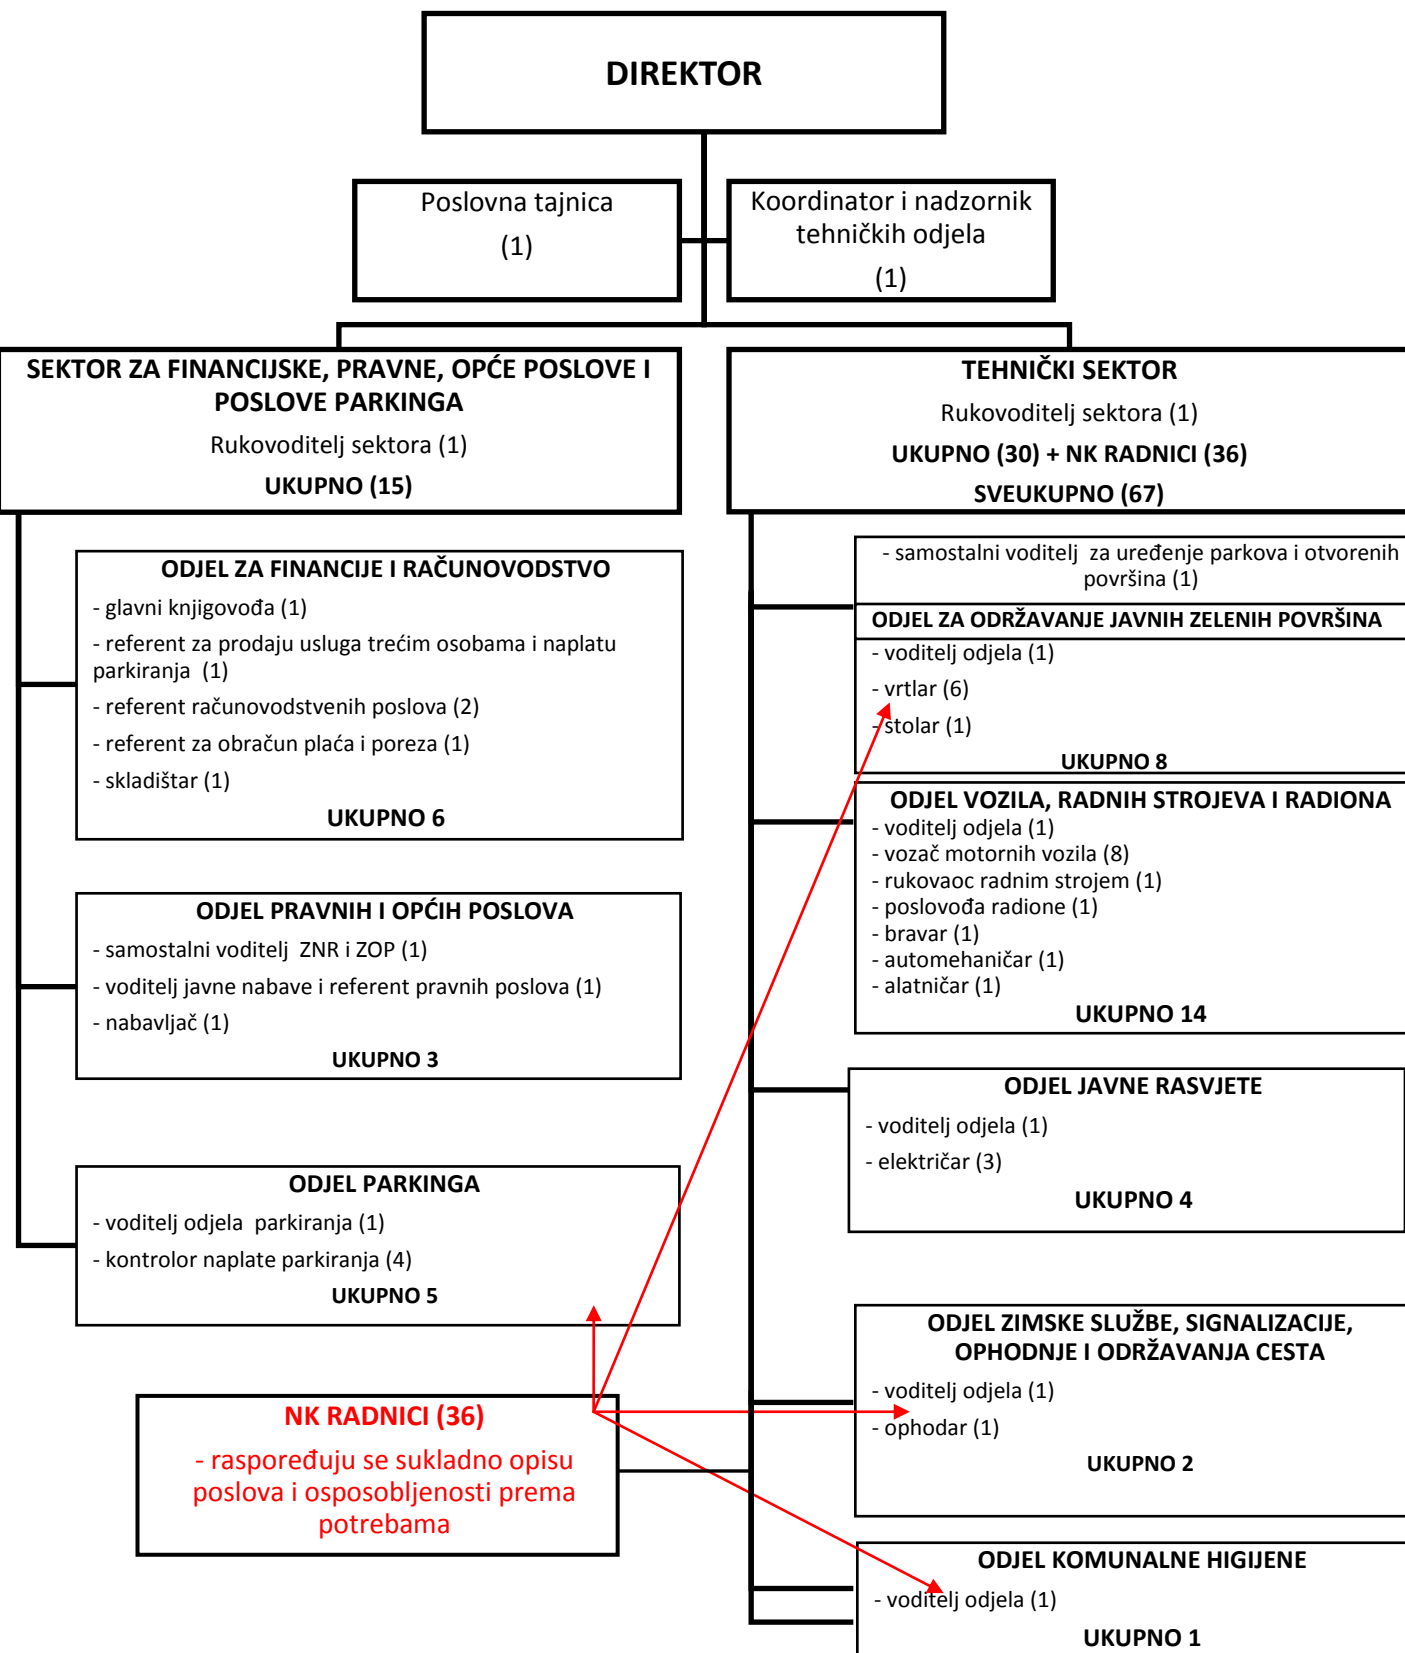 DIREKTOR
Poslovna tajnica
(1)
Koordinator i nadzornik
tehničkih odjela
(1)
SEKTOR ZA FINANCIJSKE, PRAVNE, OPĆE POSLOVE I
POSLOVE PARKINGA
Rukovoditelj sektora (1)
UKUPNO (15)
ODJEL ZA FINANCIJE I RAČUNOVODSTVO
- glavni knjigovođa (1)
- referent za prodaju usluga trećim osobama i naplatu
parkiranja (1)
- referent računovodstvenih poslova (2)
- referent za obračun plaća i poreza (1)
- skladištar (1)
UKUPNO 6
ODJEL PRAVNIH I OPĆIH POSLOVA
- samostalni voditelj ZNR i ZOP (1)
- voditelj javne nabave i referent pravnih poslova (1)
- nabavljač (1)
UKUPNO 3
ODJEL PARKINGA
- voditelj odjela parkiranja (1)
- kontrolor naplate parkiranja (4)
UKUPNO 5
NK RADNICI (36)
- raspoređuju se sukladno opisu
poslova i osposobljenosti prema
potrebama
TEHNIČKI SEKTOR
Rukovoditelj sektora (1)
UKUPNO (30) + NK RADNICI (36)
SVEUKUPNO (67)
- samostalni voditelj za uređenje parkova i otvorenih
površina (1)
ODJEL ZA ODRŽAVANJE JAVNIH ZELENIH POVRŠINA
- voditelj odjela (1)
- vrtlar (6)
- stolar (1)
UKUPNO 8
ODJEL VOZILA, RADNIH STROJEVA I RADIONA
- voditelj odjela (1)
- vozač motornih vozila (8)
- rukovaoc radnim strojem (1)
- poslovođa radione (1)
- bravar (1)
- automehaničar (1)
- alatničar (1)
UKUPNO 14
ODJEL JAVNE RASVJETE
- voditelj odjela (1)
- električar (3)
UKUPNO 4
ODJEL ZIMSKE SLUŽBE, SIGNALIZACIJE,
OPHODNJE I ODRŽAVANJA CESTA
- voditelj odjela (1)
- ophodar (1)
UKUPNO 2
ODJEL KOMUNALNE HIGIJENE
- voditelj odjela (1)
UKUPNO 1